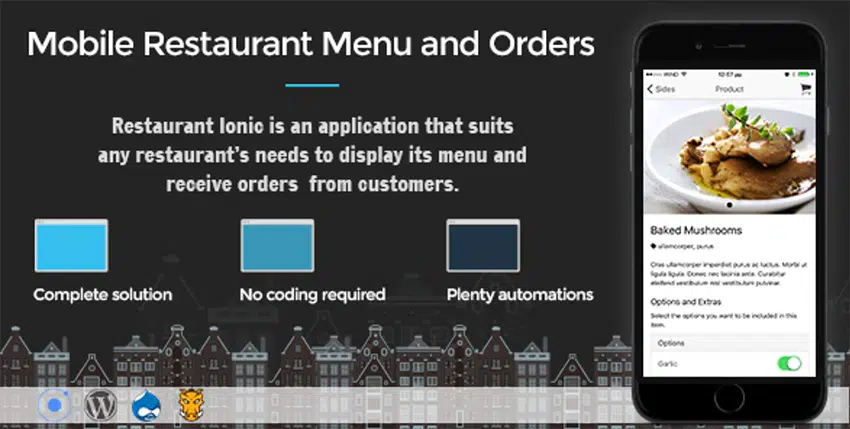 Mobile Restaurant Menu and Orders
Restaurant Ionic is an application that suits
any restaurant's needs to display its menu and
receive orders from customers.
Complete solution
No coding required
Plenty automations
WIND
12:07
Sides
Product
Baked Mushrooms
ullamcorper, purus
Cras ullamcorper imperdiet purus ac luctus. Morbi ut
ligula ligula. Donec nec lacinia ante. Curabitur
eleifend vestibulum nisl vestibulum pulvinar.
Options and Extras
Select the options you want to be included in this
item.
Options
Garlic